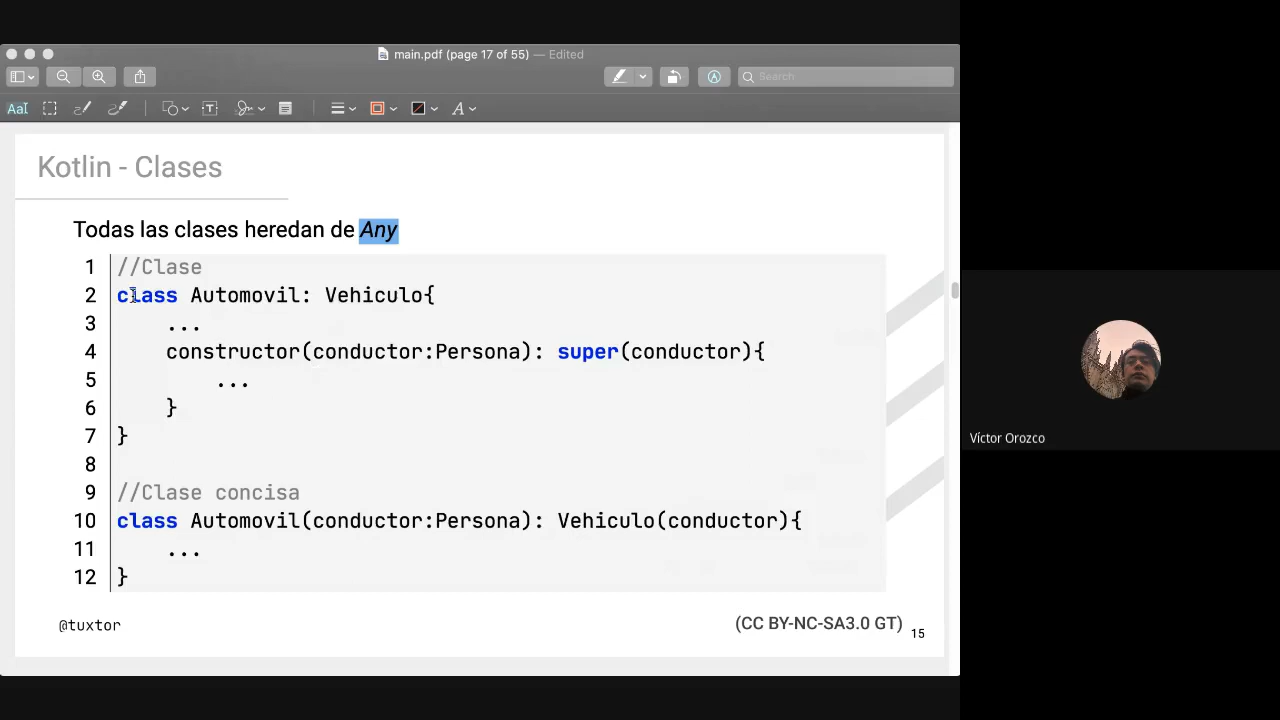 main.pdf (page 17 of 55) — Edited
Search
AaI
A
Kotlin - Clases
Todas las clases heredan de Any
1 //Clase
2 class Automovil: Vehiculo{
3 ...
4 constructor(conductor:Persona): super(conductor){
5 ...
6 }
7 }
8
9 //Clase concisa
10 class Automovil(conductor:Persona): Vehiculo(conductor){
11 ...
12 }
@tuxtor
(CC BY-NC-SA3.0 GT)
15
Víctor Orozco